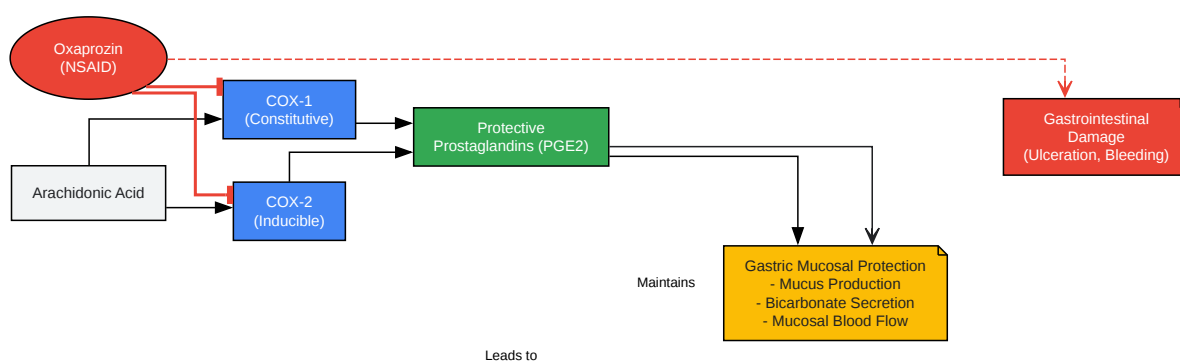 Oxaprozin
(NSAID)
COX-1
(Constitutive)
Protective
Prostaglandins (PGE2)
Gastrointestinal
Damage
(Ulceration, Bleeding)
Arachidonic Acid
COX-2
(Inducible)
Maintains
Gastric Mucosal Protection
- Mucus Production
- Bicarbonate Secretion
- Mucosal Blood Flow
Leads to